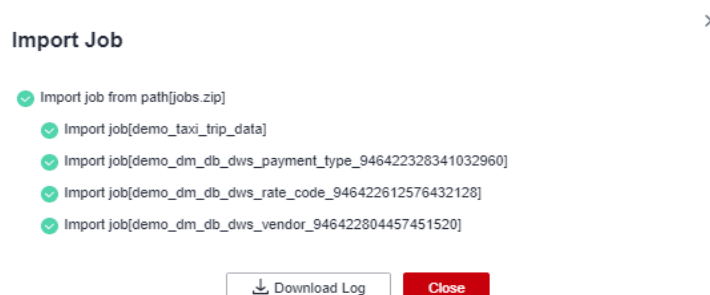 Import Job
Import job from path[jobs.zip]
Import job[demo_taxi_trip_data]
Import job[demo_dm_db_dws_payment_type_946422328341032960]
Import job[demo_dm_db_dws_rate_code_946422612576432128]
Import job[demo_dm_db_dws_vendor_946422804457451520]
Download Log
Close